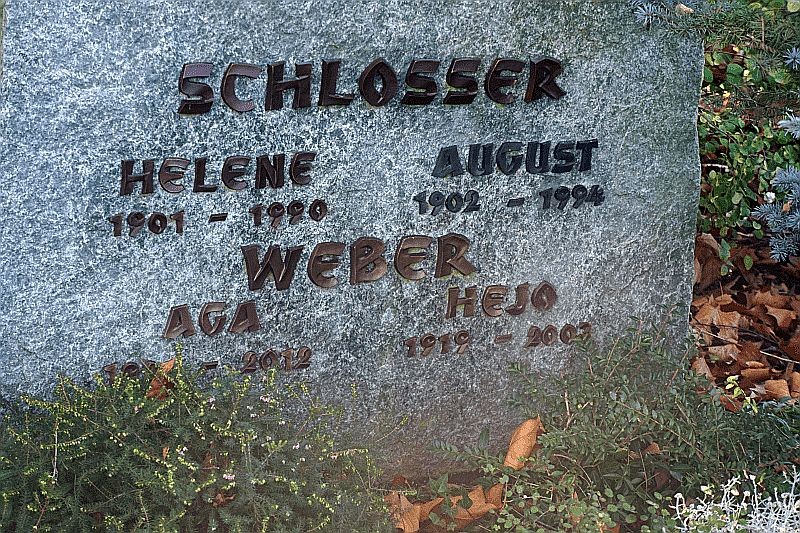 SCHLOSSER
HELENE AUGUST
1901 - 1990 1902 - 1994
WEBER
AGA HEJO
- 2012 1919 - 2003